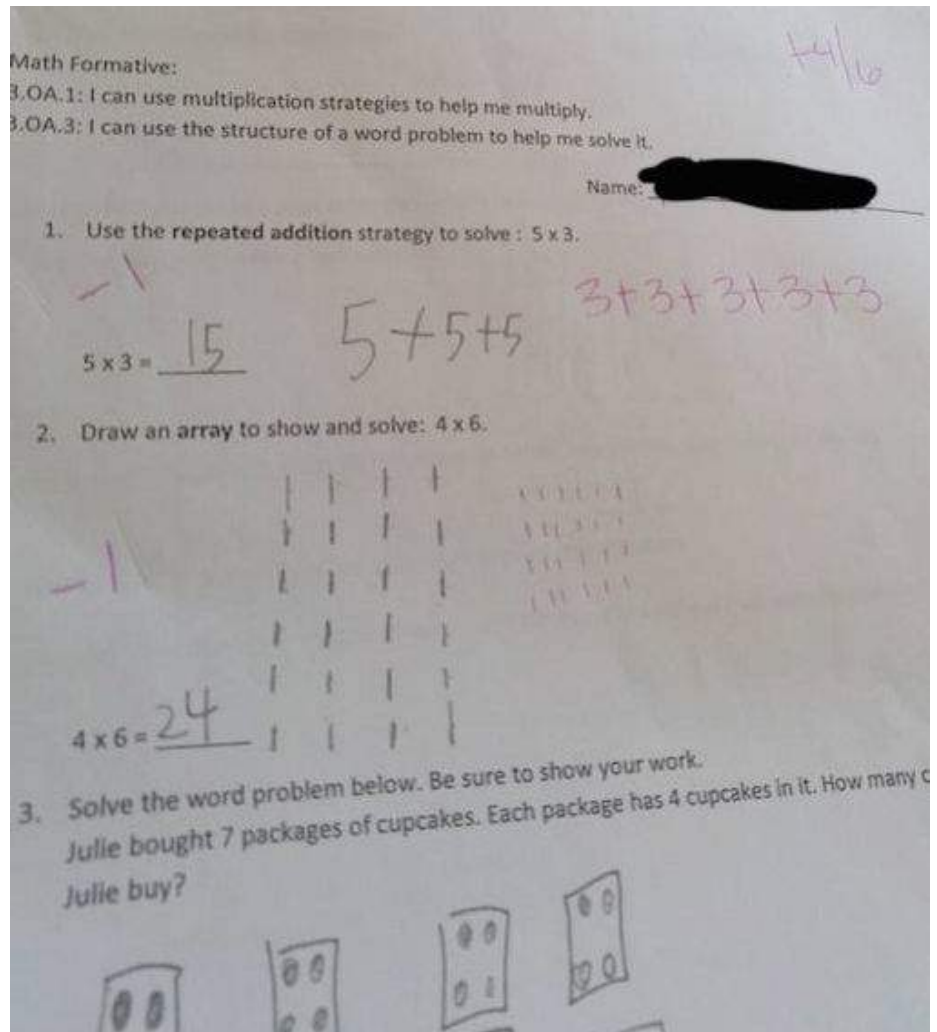 +4/6
Math Formative:
3.OA.1: I can use multiplication strategies to help me multiply.
3.OA.3: I can use the structure of a word problem to help me solve it.
Name:
1. Use the repeated addition strategy to solve : 5 x 3.
-1
3+3+3+3+3
5 x 3 = 15
5+5+5
2. Draw an array to show and solve: 4 x 6.
-1
4 x 6 = 24
3. Solve the word problem below. Be sure to show your work.
Julie bought 7 packages of cupcakes. Each package has 4 cupcakes in it. How many
Julie buy?